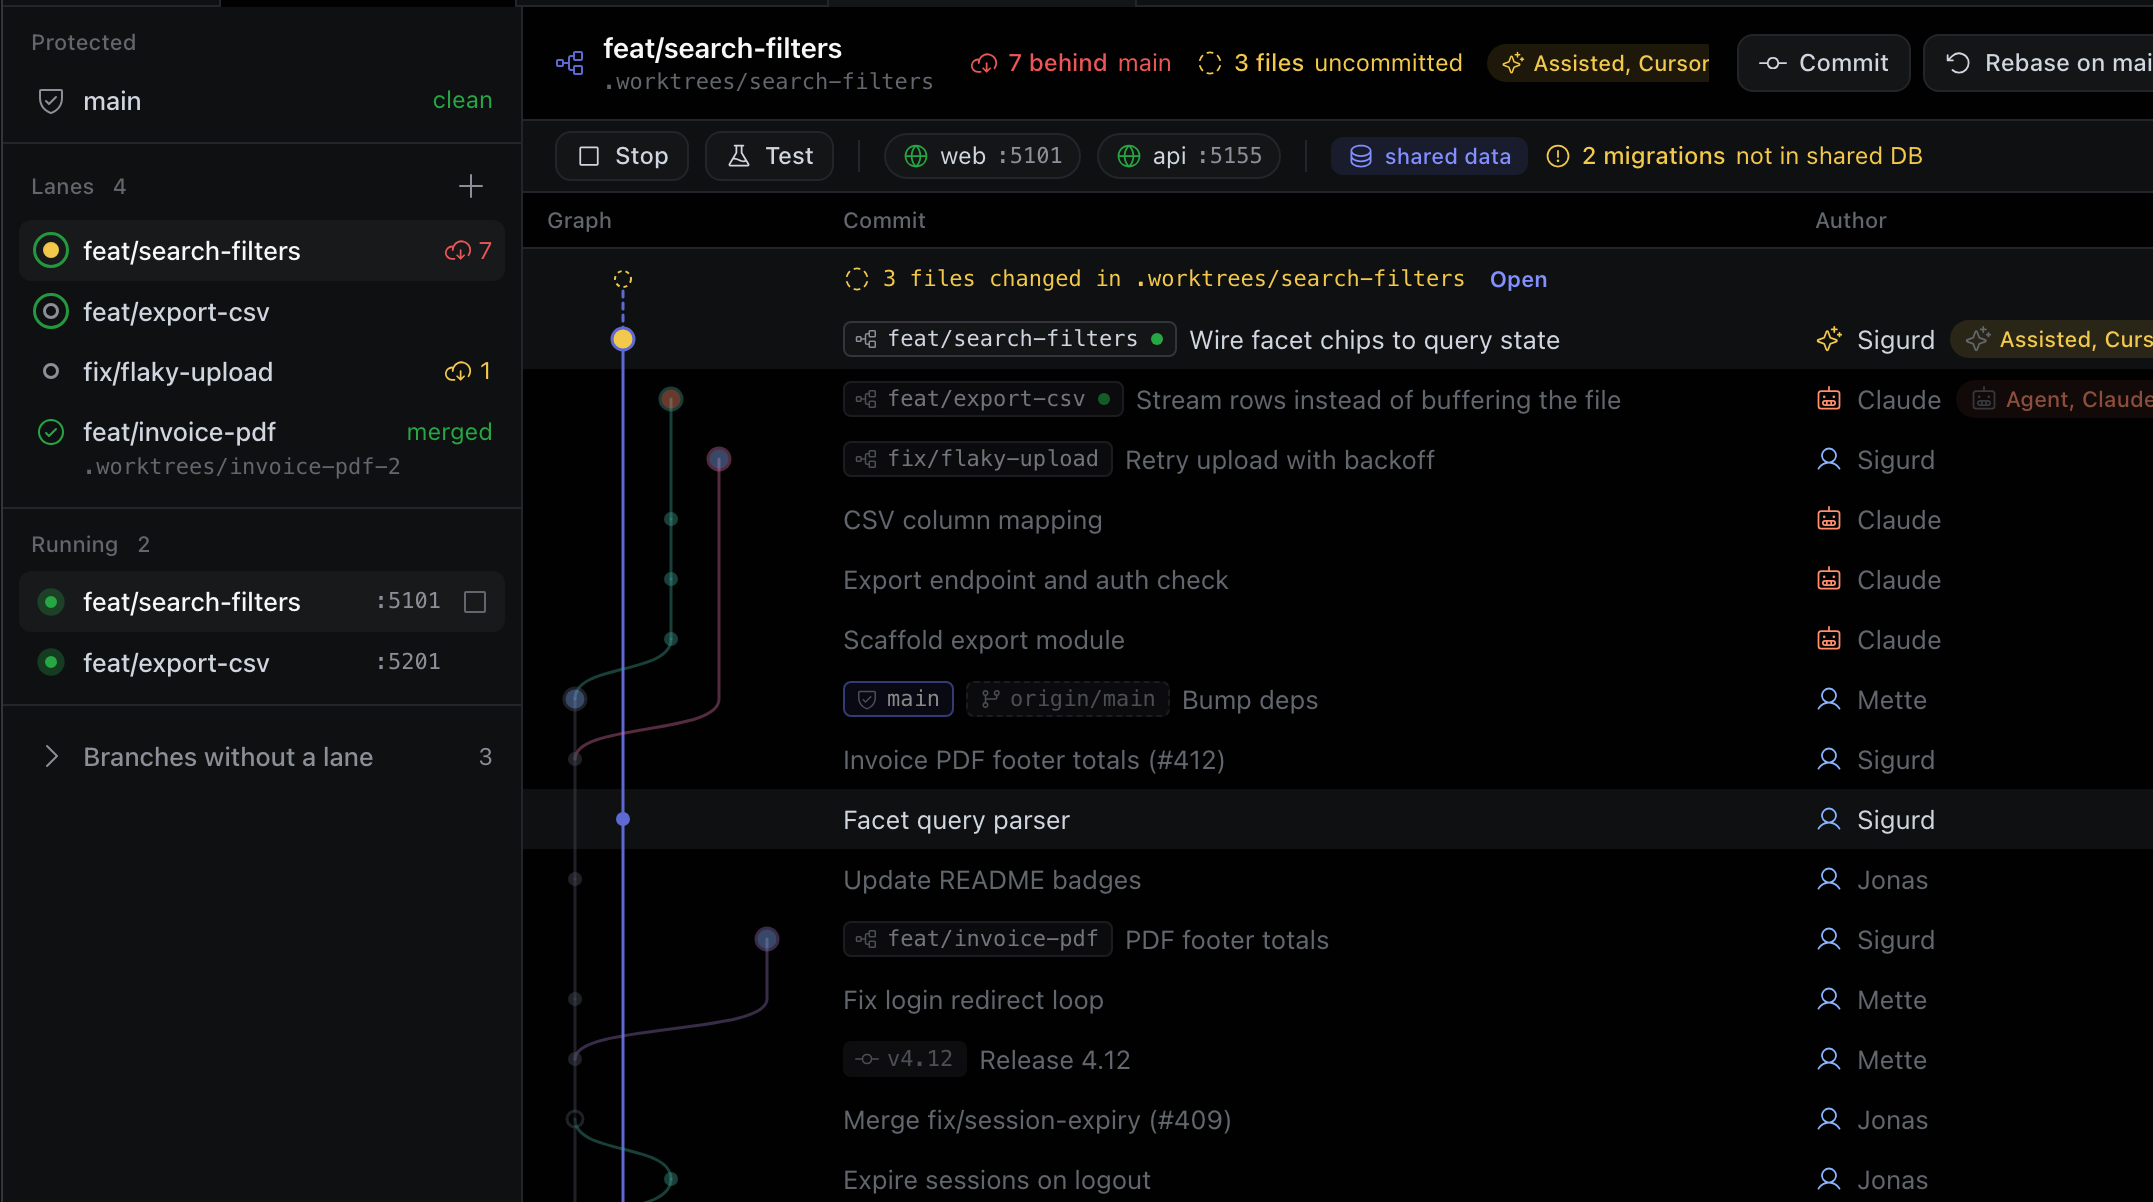 Protected
main clean
Lanes 4
feat/search-filters 7
feat/export-csv
fix/flaky-upload 1
feat/invoice-pdf merged
.worktrees/invoice-pdf-2
Running 2
feat/search-filters :5101
feat/export-csv :5201
Branches without a lane 3
feat/search-filters
.worktrees/search-filters
7 behind main
3 files uncommitted
Assisted, Cursor
Commit
Rebase on mai
Stop
Test
web :5101
api :5155
shared data
2 migrations not in shared DB
Graph Commit Author
3 files changed in .worktrees/search-filters Open
feat/search-filters Wire facet chips to query state Sigurd Assisted, Curs
feat/export-csv Stream rows instead of buffering the file Claude Agent, Claude
fix/flaky-upload Retry upload with backoff Sigurd
CSV column mapping Claude
Export endpoint and auth check Claude
Scaffold export module Claude
main origin/main Bump deps Mette
Invoice PDF footer totals (#412) Sigurd
Facet query parser Sigurd
Update README badges Jonas
feat/invoice-pdf PDF footer totals Sigurd
Fix login redirect loop Mette
v4.12 Release 4.12 Mette
Merge fix/session-expiry (#409) Jonas
Expire sessions on logout Jonas